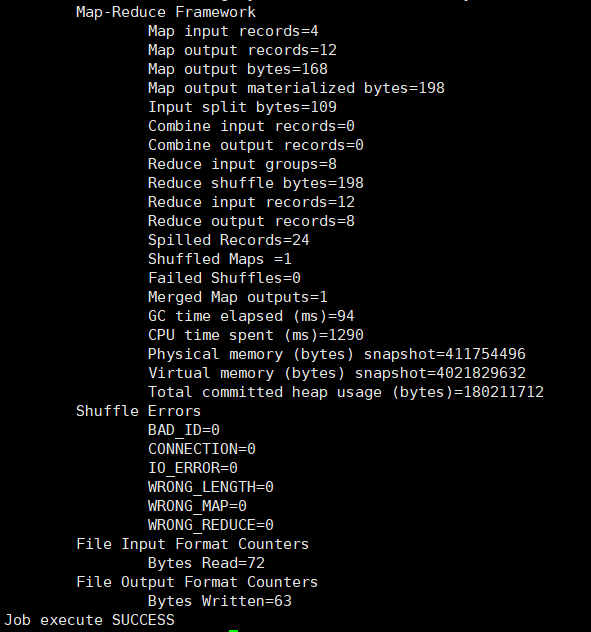 Map-Reduce Framework
Map input records=4
Map output records=12
Map output bytes=168
Map output materialized bytes=198
Input split bytes=109
Combine input records=0
Combine output records=0
Reduce input groups=8
Reduce shuffle bytes=198
Reduce input records=12
Reduce output records=8
Spilled Records=24
Shuffled Maps =1
Failed Shuffles=0
Merged Map outputs=1
GC time elapsed (ms)=94
CPU time spent (ms)=1290
Physical memory (bytes) snapshot=411754496
Virtual memory (bytes) snapshot=4021829632
Total committed heap usage (bytes)=180211712
Shuffle Errors
BAD_ID=0
CONNECTION=0
IO_ERROR=0
WRONG_LENGTH=0
WRONG_MAP=0
WRONG_REDUCE=0
File Input Format Counters
Bytes Read=72
File Output Format Counters
Bytes Written=63
Job execute SUCCESS